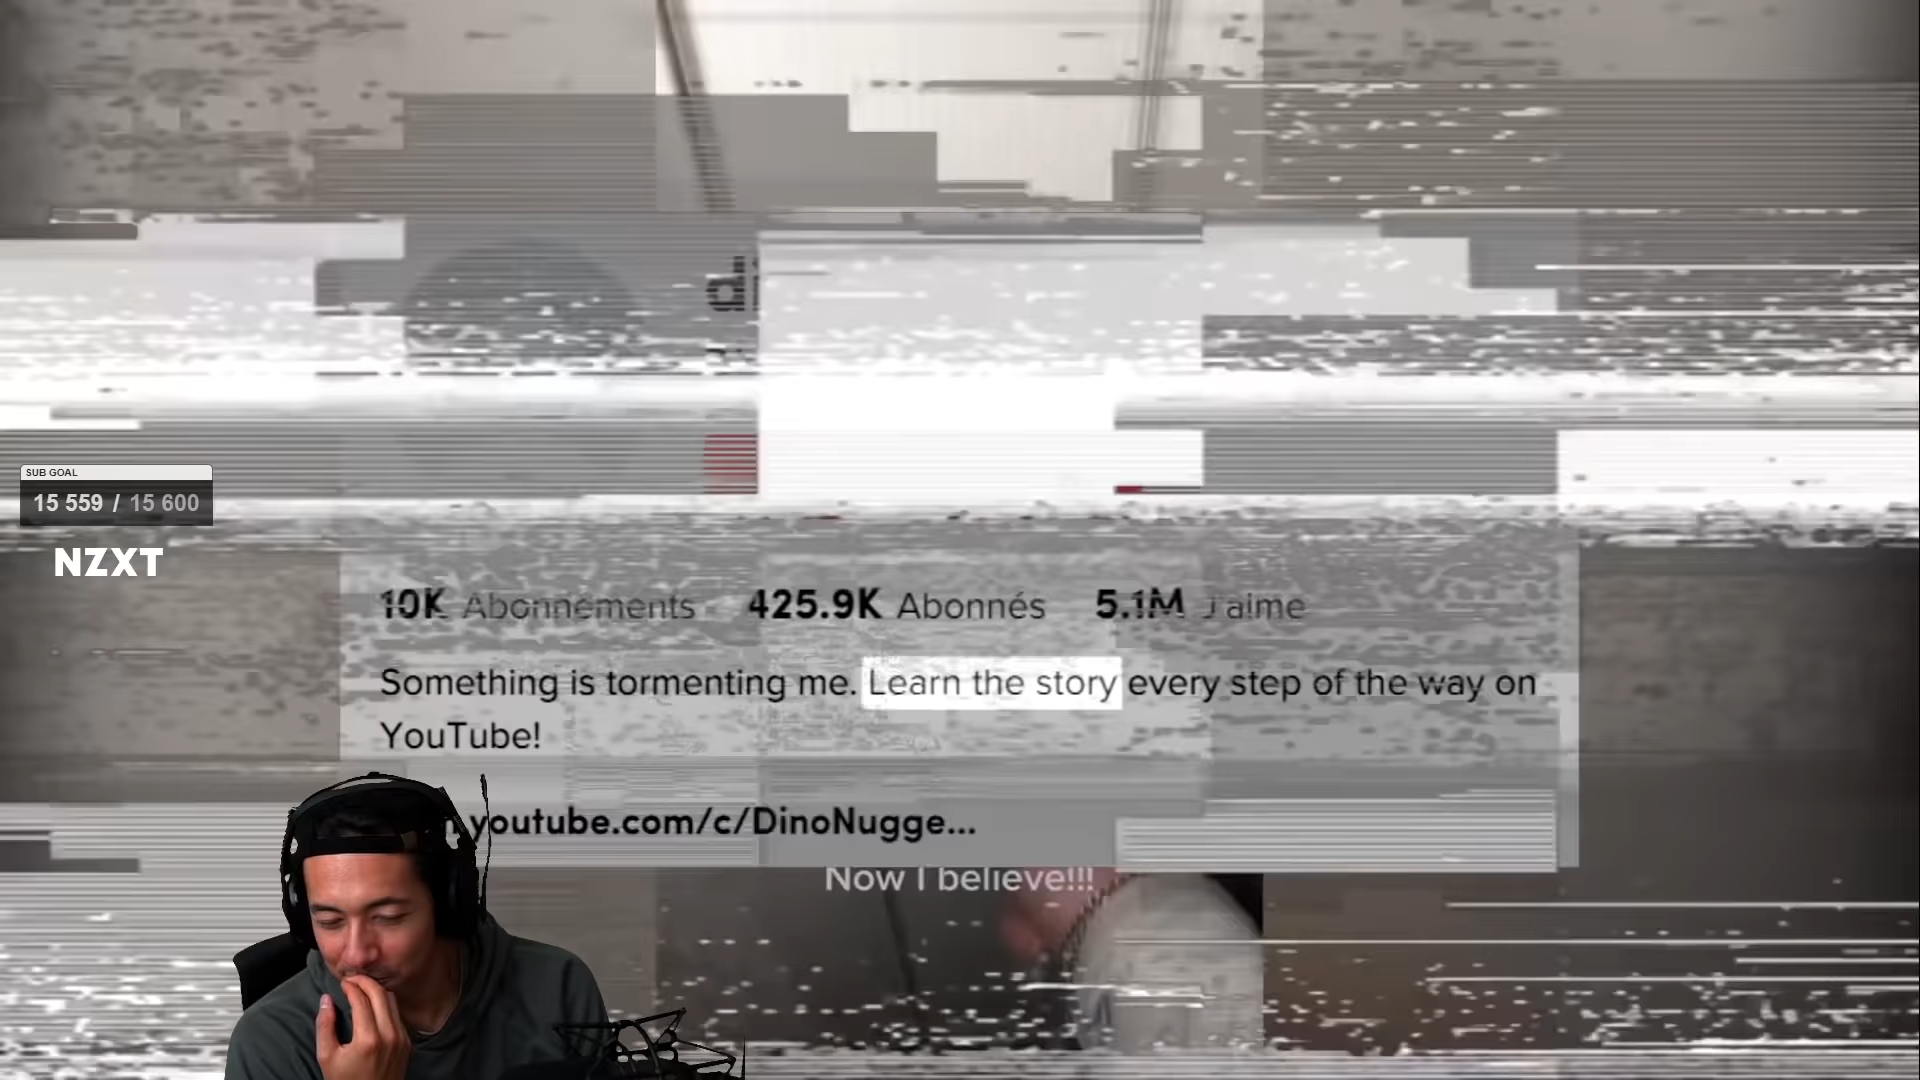 SUB GOAL
15 559 / 15 600
NZXT
10K Abonnements 425.9K Abonnés 5.1M J'aime
Something is tormenting me. Learn the story every step of the way on
YouTube!
youtube.com/c/DinoNugge...
Now I believe!!!